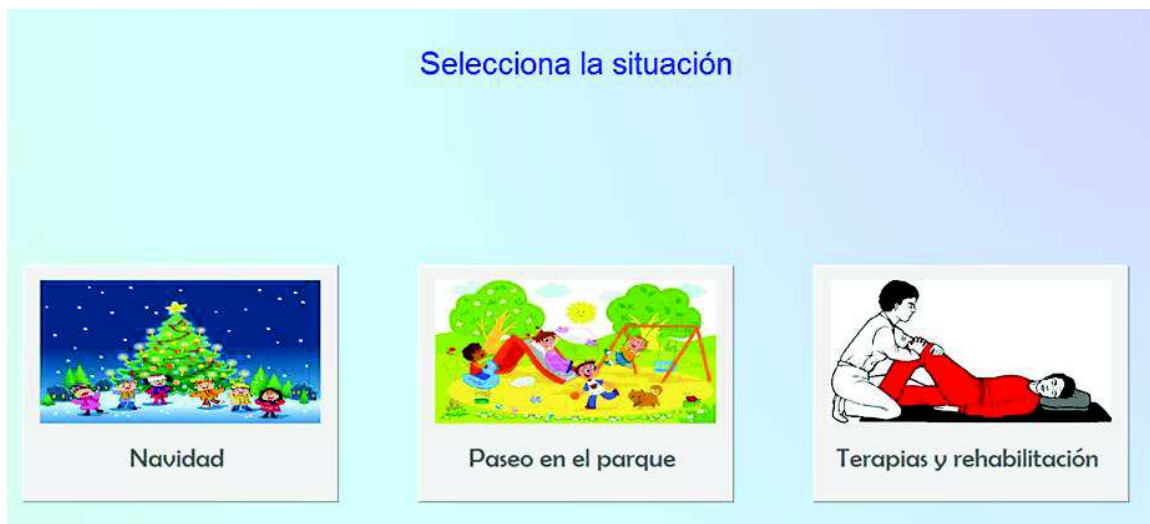 Selecciona la situación
Navidad
Paseo en el parque
Terapias y rehabilitación